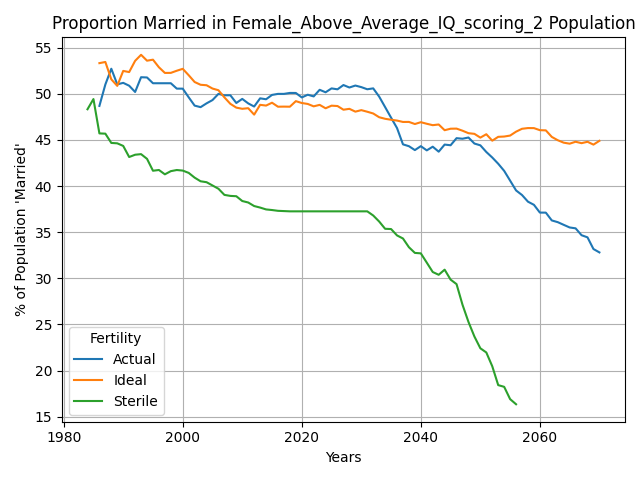 Proportion Married in Female_Above_Average_IQ_scoring_2 Population
% of Population 'Married'
55
50
45
40
35
30
25
20
15
Fertility
Actual
Ideal
Sterile
1980
2000
2020
2040
2060
Years